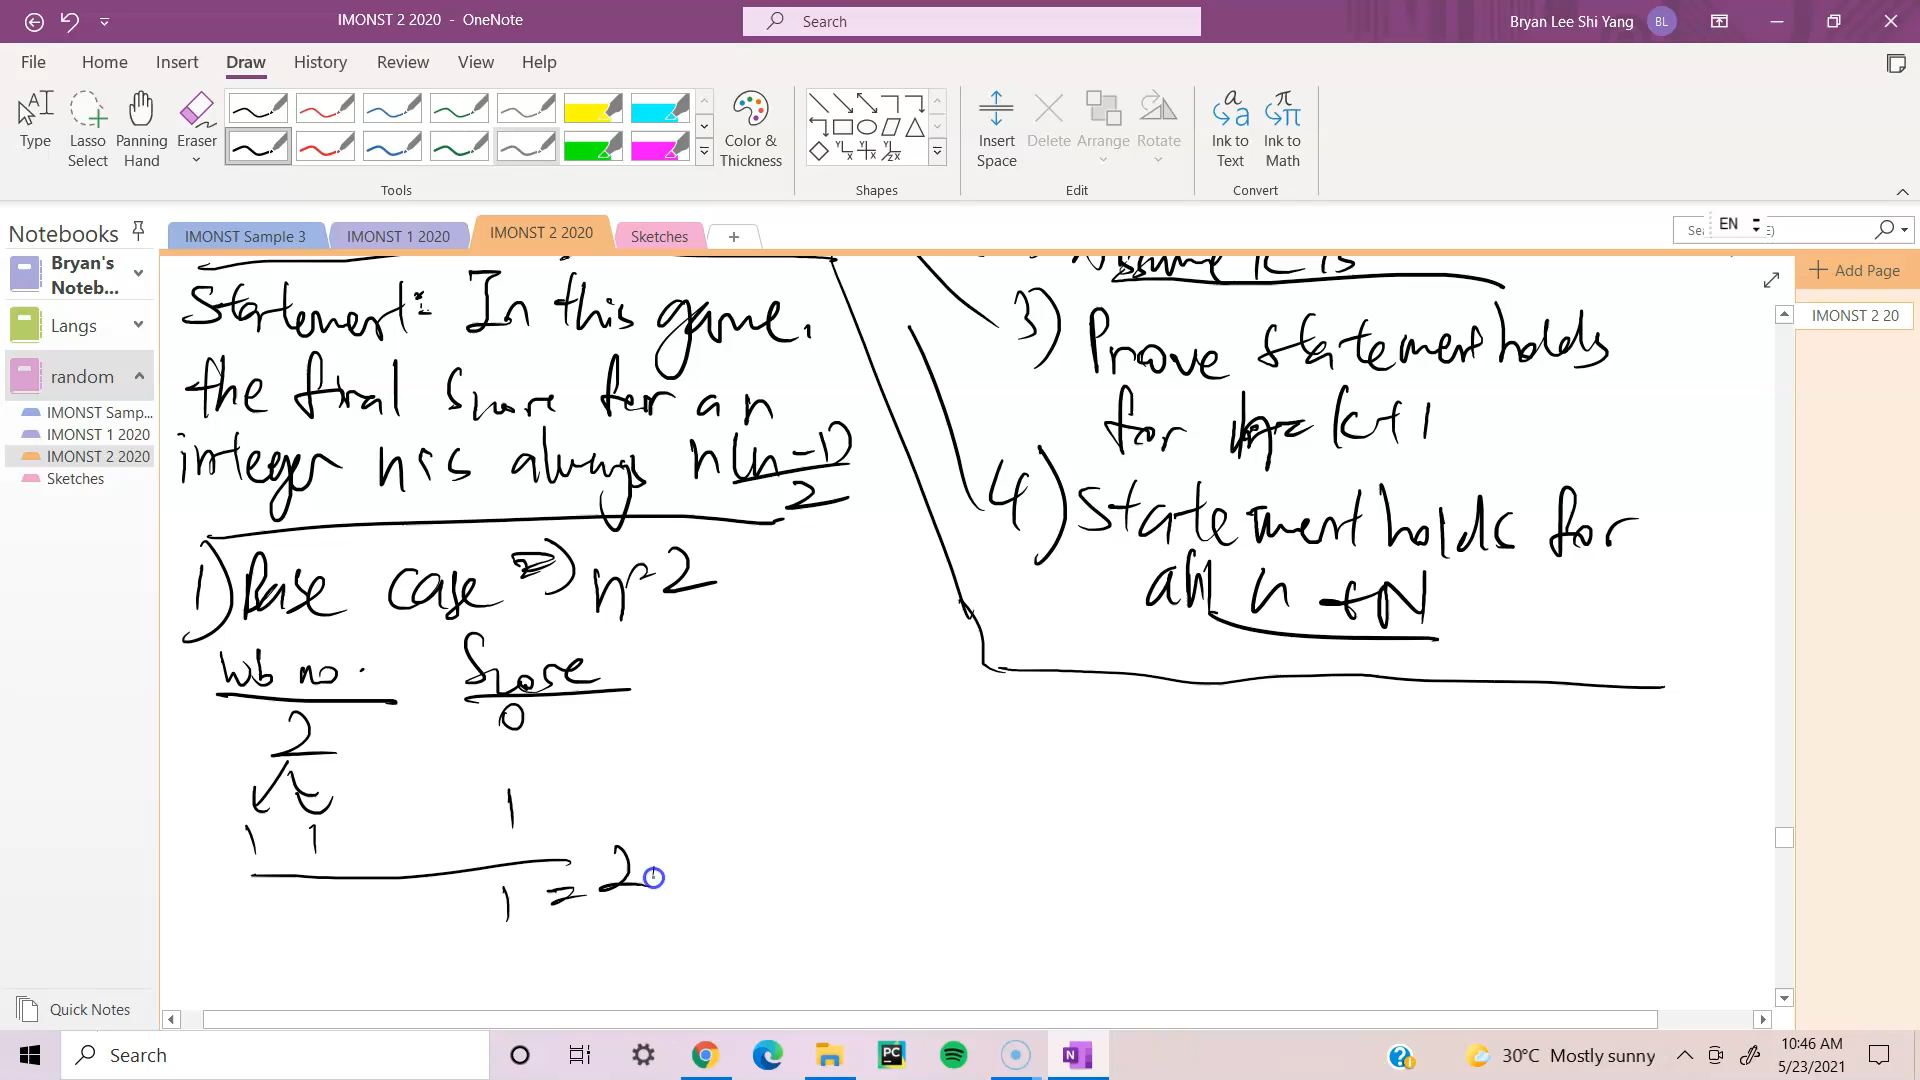 IMONST 2 2020 - OneNote
Search
Bryan Lee Shi Yang
BL
File Home Insert Draw History Review View Help
Type
Lasso Select
Panning Hand
Eraser
Color & Thickness
Insert Space
Delete
Arrange
Rotate
Ink to Text
Ink to Math
Tools
Shapes
Edit
Convert
Notebooks
IMONST Sample 3
IMONST 1 2020
IMONST 2 2020
Sketches
EN
Add Page
IMONST 2 20
Bryan's Noteb...
Langs
random
IMONST Samp...
IMONST 1 2020
IMONST 2 2020
Sketches
Quick Notes
Statement: In this game,
the final score for an
integer n is always n(n-1)/2
1) Base case => n=2
Wb no. Score
2 0
1 1 1
1 = 2
3) Prove statement holds
for n = k+1
4) Statement holds for
all n ∈ N
Search
30°C Mostly sunny
10:46 AM
5/23/2021